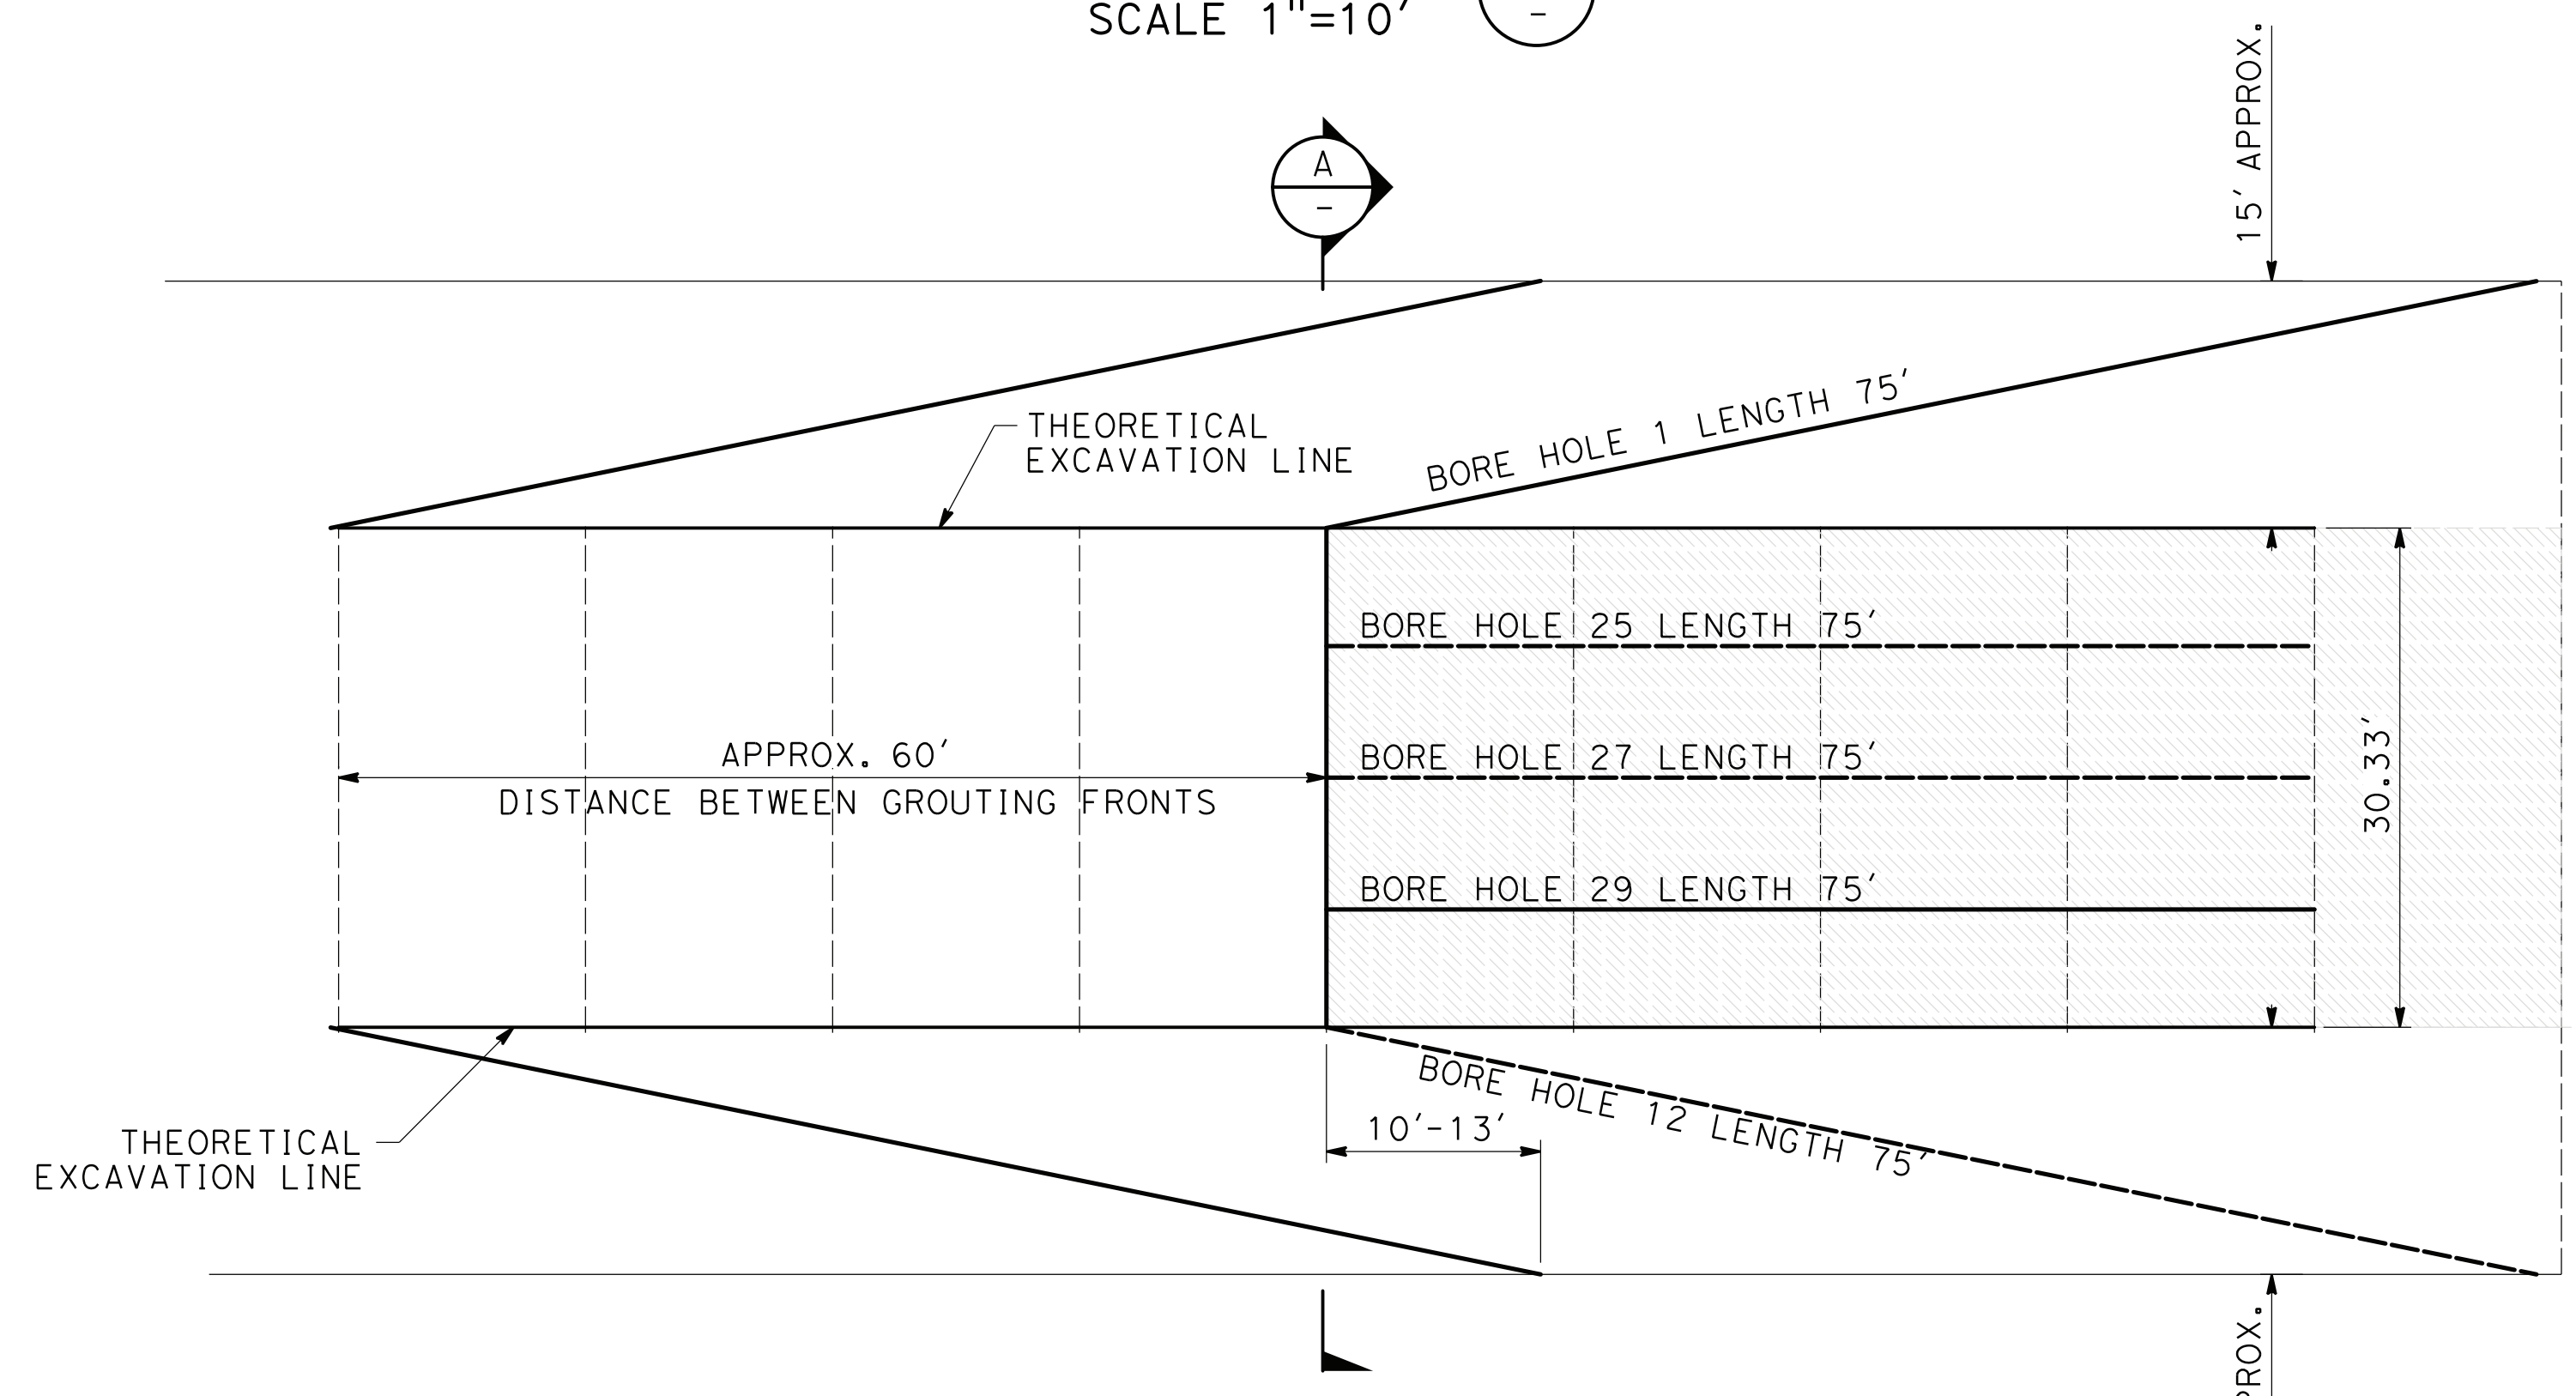 SCALE 1"=10'
-
15' APPROX.
A
-
THEORETICAL
EXCAVATION LINE
BORE HOLE 1 LENGTH 75'
BORE HOLE 25 LENGTH 75'
APPROX. 60'
DISTANCE BETWEEN GROUTING FRONTS
BORE HOLE 27 LENGTH 75'
30.33'
BORE HOLE 29 LENGTH 75'
BORE HOLE 12 LENGTH 75'
10'-13'
THEORETICAL
EXCAVATION LINE